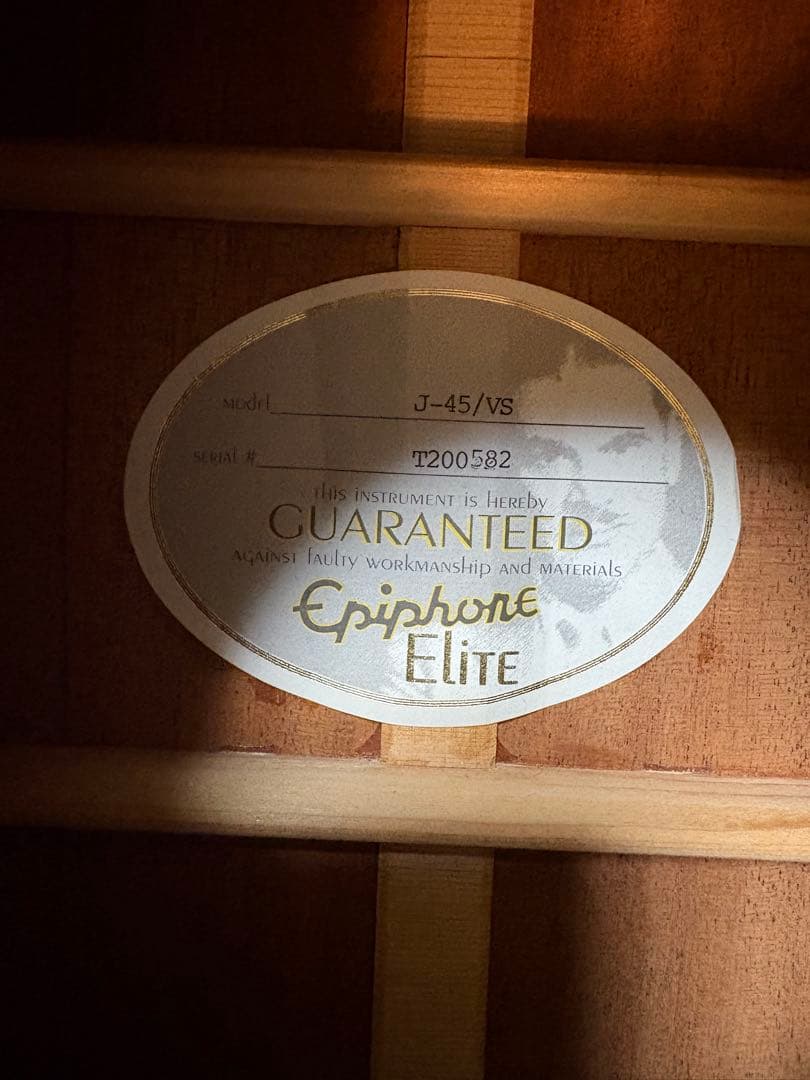 Model J-45/VS
Serial # T200582
This instrument is hereby
GUARANTEED
against faulty workmanship and materials
Epiphone
Elite